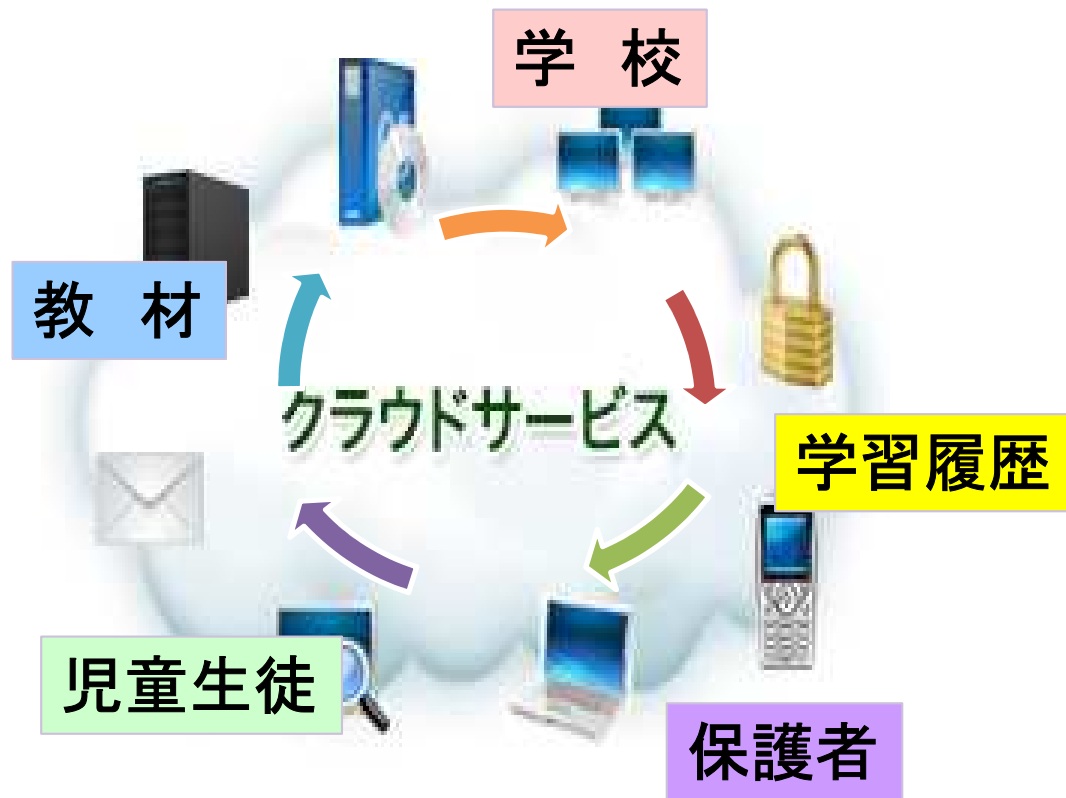 学　校
教　材
クラウドサービス
学習履歴
児童生徒
保護者